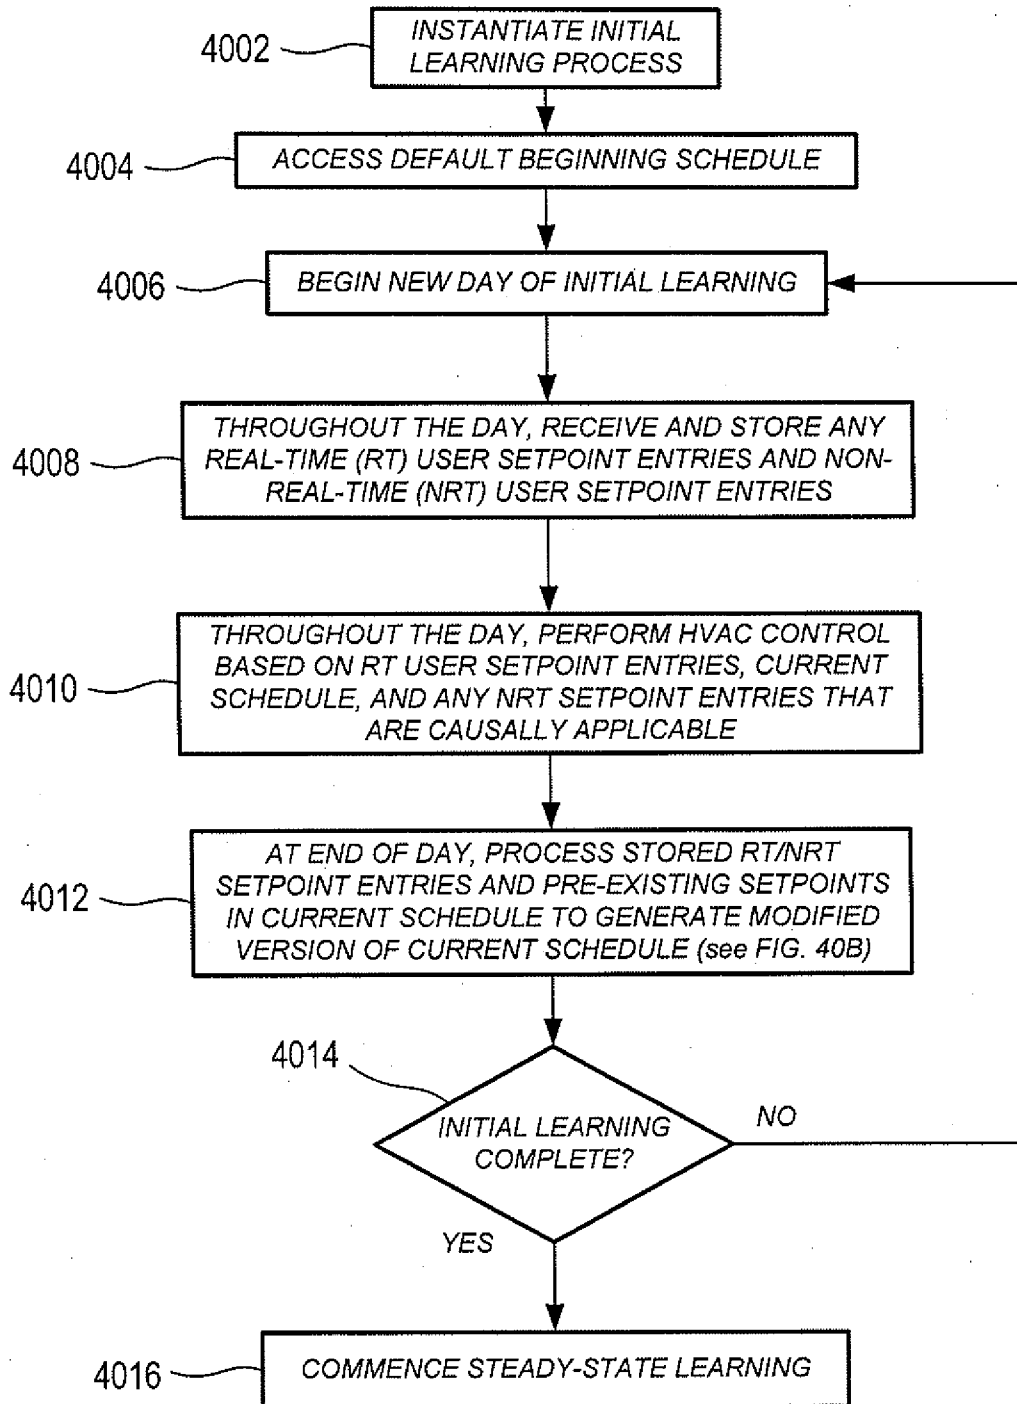 4002
INSTANTIATE INITIAL
LEARNING PROCESS
4004
ACCESS DEFAULT BEGINNING SCHEDULE
4006
BEGIN NEW DAY OF INITIAL LEARNING
4008
THROUGHOUT THE DAY, RECEIVE AND STORE ANY
REAL-TIME (RT) USER SETPOINT ENTRIES AND NON-
REAL-TIME (NRT) USER SETPOINT ENTRIES
4010
THROUGHOUT THE DAY, PERFORM HVAC CONTROL
BASED ON RT USER SETPOINT ENTRIES, CURRENT
SCHEDULE, AND ANY NRT SETPOINT ENTRIES THAT
ARE CAUSALLY APPLICABLE
4012
AT END OF DAY, PROCESS STORED RT/NRT
SETPOINT ENTRIES AND PRE-EXISTING SETPOINTS
IN CURRENT SCHEDULE TO GENERATE MODIFIED
VERSION OF CURRENT SCHEDULE (see FIG. 40B)
4014
INITIAL LEARNING
COMPLETE?
NO
YES
4016
COMMENCE STEADY-STATE LEARNING